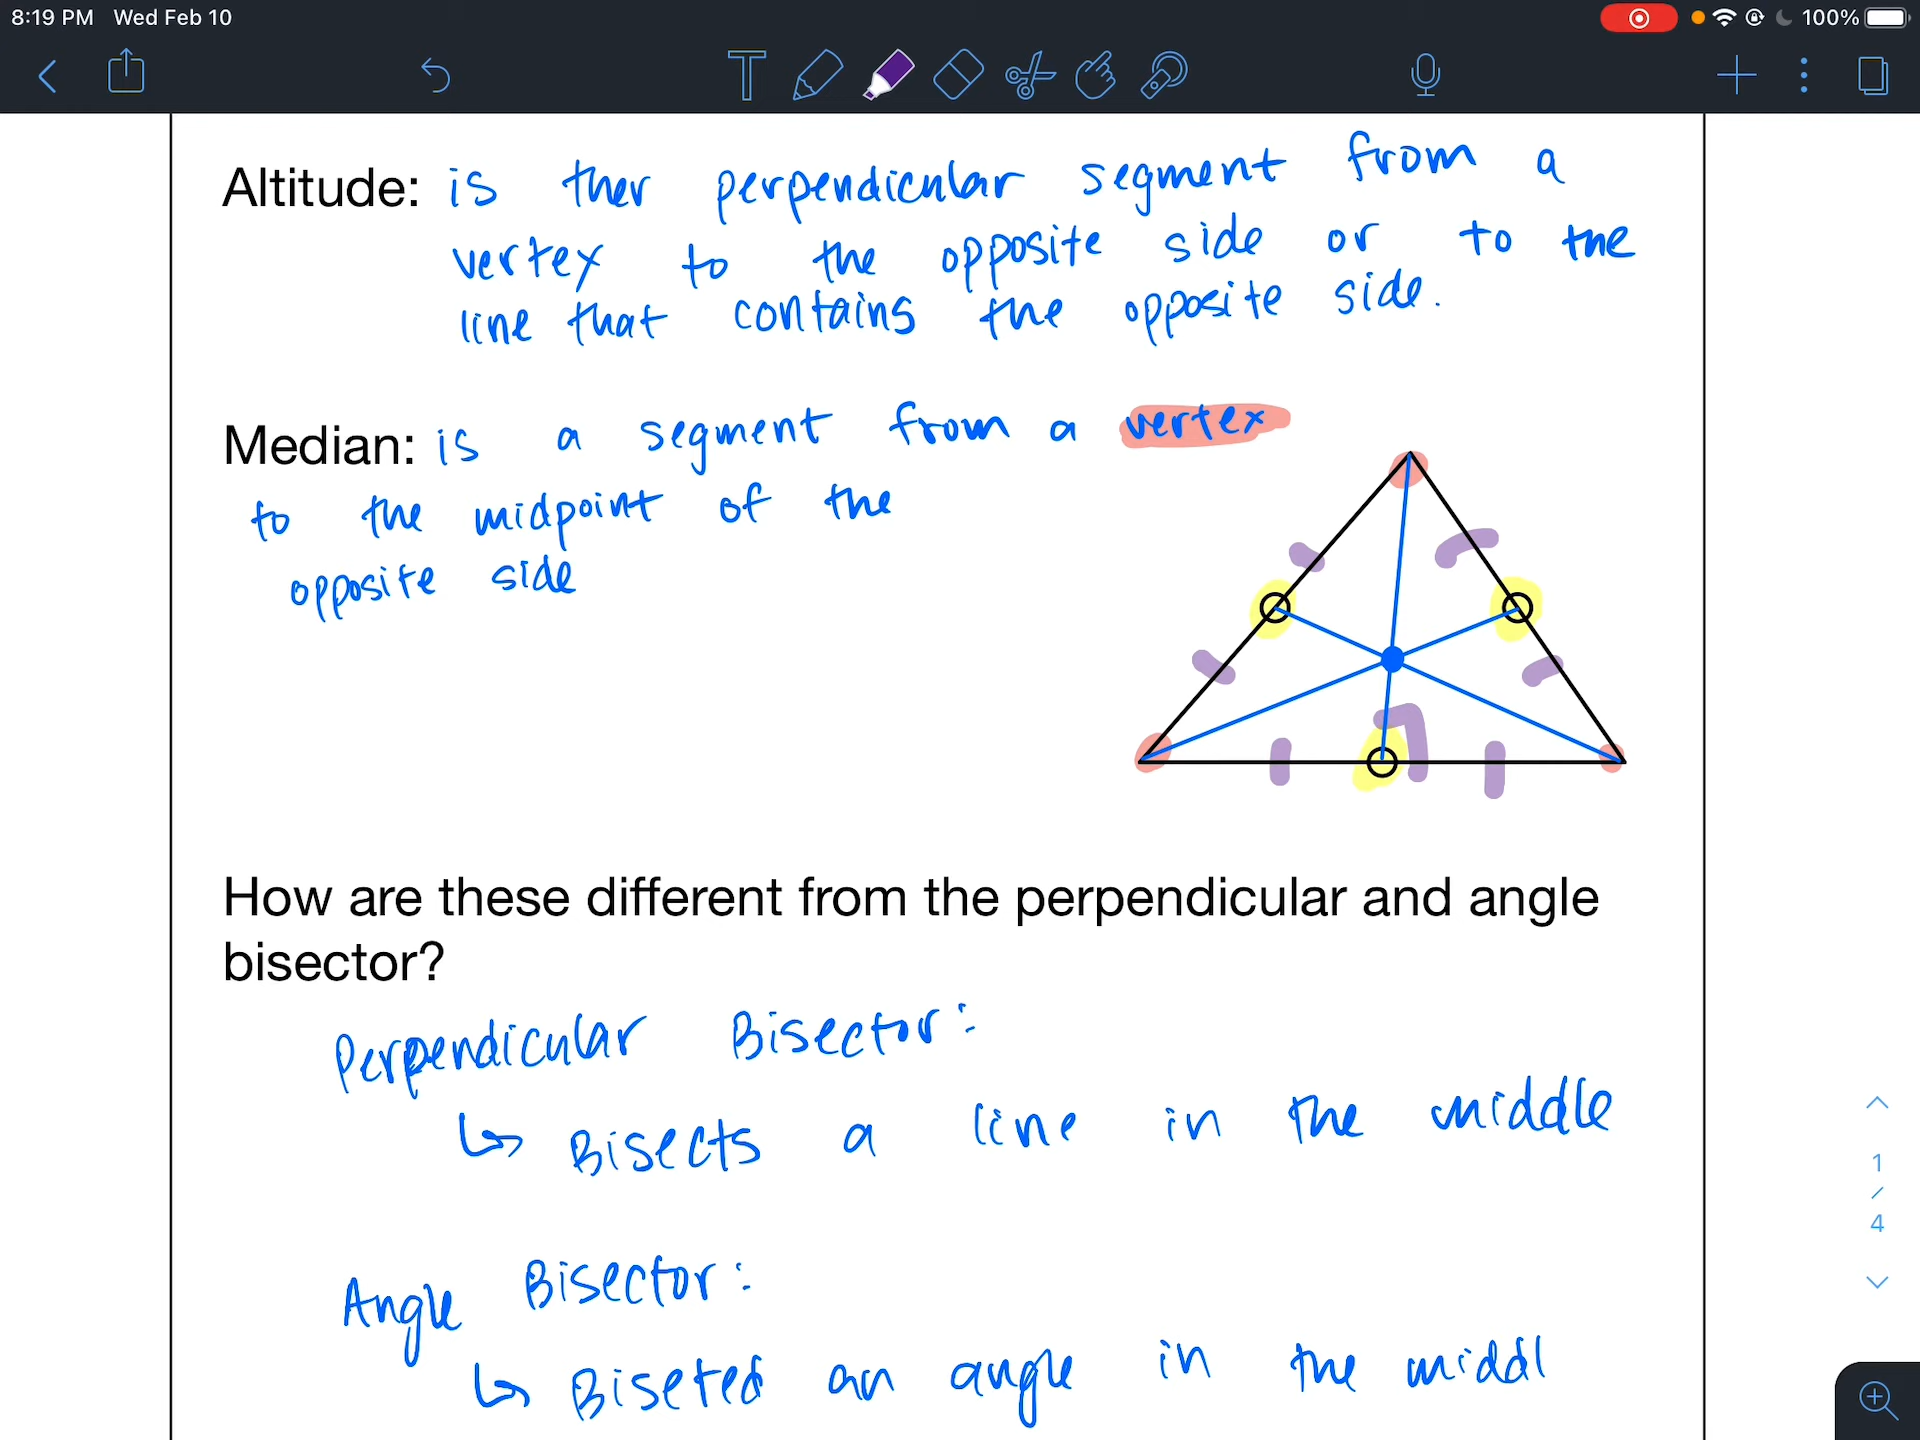 8:19 PM Wed Feb 10
100%
T
Altitude: is ther perpendicular segment from a
vertex to the opposite side or to the
line that contains the opposite side.
Median: is a segment from a vertex
to the midpoint of the
opposite side
How are these different from the perpendicular and angle
bisector?
Perpendicular Bisector:
↳ Bisects a line in the middle
1
/
4
Angle Bisector:
↳ Biseted an angle in the middl